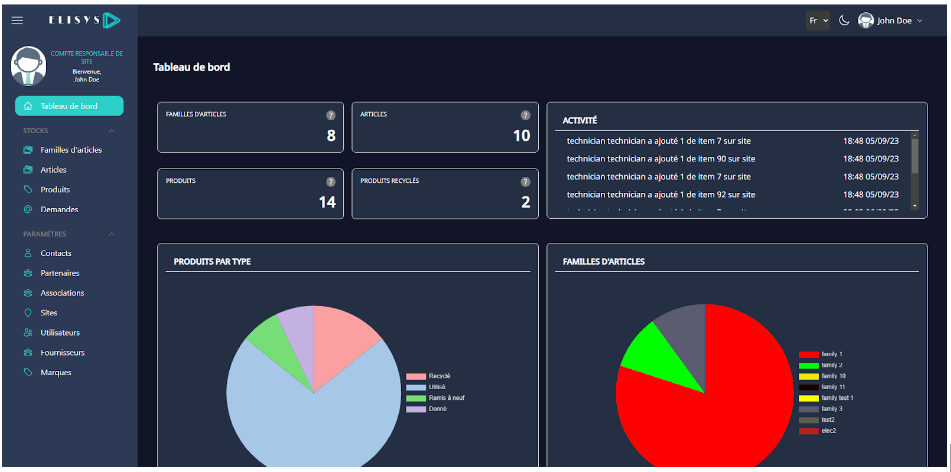 ELISYS
Fr
John Doe
COMPTE RESPONSABLE DE
SITE
Bienvenue,
John Doe
Tableau de bord
STOCKS
Familles d'articles
Articles
Produits
Demandes
PARAMÈTRES
Contacts
Partenaires
Associations
Sites
Utilisateurs
Fournisseurs
Marques
Tableau de bord
FAMILLES D'ARTICLES
?
8
ARTICLES
?
10
PRODUITS
?
14
PRODUITS RECYCLÉS
?
2
ACTIVITÉ
technician technician a ajouté 1 de item 7 sur site 18:48 05/09/23
technician technician a ajouté 1 de item 90 sur site 18:48 05/09/23
technician technician a ajouté 1 de item 7 sur site 18:48 05/09/23
technician technician a ajouté 1 de item 92 sur site 18:48 05/09/23
PRODUITS PAR TYPE
Recyclé
Utilisé
Remis à neuf
Donné
FAMILLES D'ARTICLES
family 1
family 2
family 10
family 11
family test 1
family 3
test2
elec2